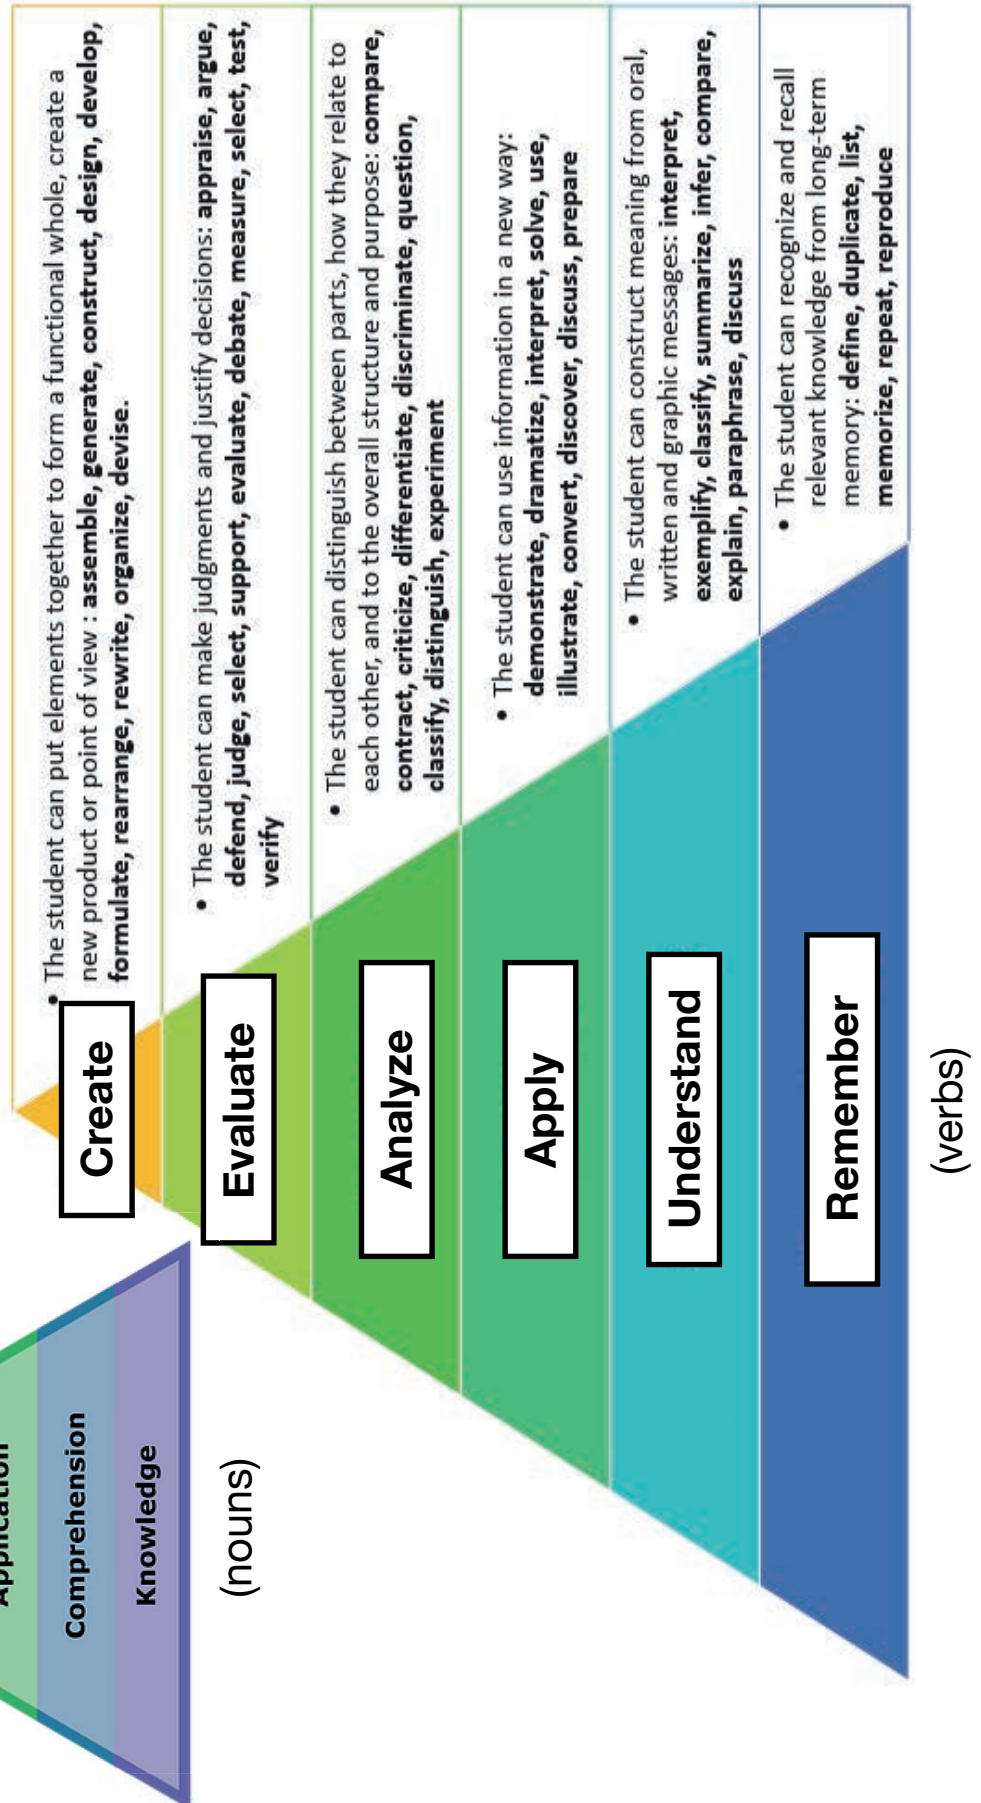 Application
Comprehension
Knowledge
(nouns)
Create
• The student can put elements together to form a functional whole, create a
new product or point of view : assemble, generate, construct, design, develop,
formulate, rearrange, rewrite, organize, devise.
Evaluate
• The student can make judgments and justify decisions: appraise, argue,
defend, judge, select, support, evaluate, debate, measure, select, test,
verify
Analyze
• The student can distinguish between parts, how they relate to
each other, and to the overall structure and purpose: compare,
contract, criticize, differentiate, discriminate, question,
classify, distinguish, experiment
Apply
• The student can use information in a new way:
demonstrate, dramatize, interpret, solve, use,
illustrate, convert, discover, discuss, prepare
Understand
• The student can construct meaning from oral,
written and graphic messages: interpret,
exemplify, classify, summarize, infer, compare,
explain, paraphrase, discuss
Remember
• The student can recognize and recall
relevant knowledge from long-term
memory: define, duplicate, list,
memorize, repeat, reproduce
(verbs)